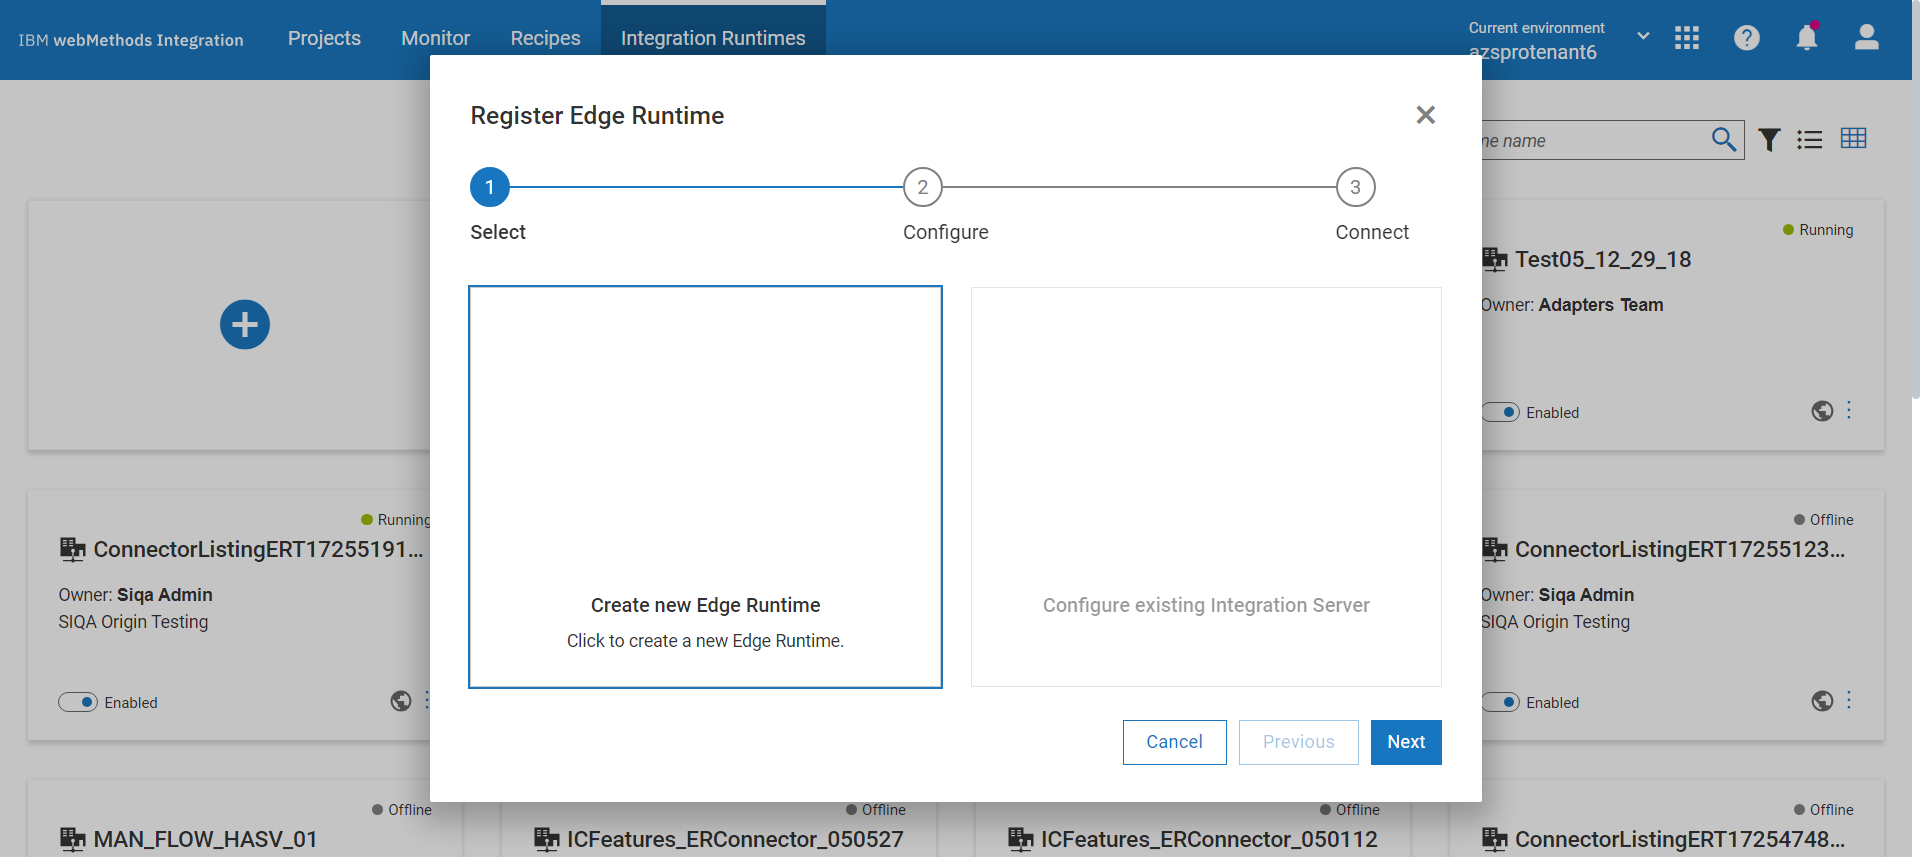 IBM webMethods Integration
Projects
Monitor
Recipes
Integration Runtimes
Current environment
azsprotenant6
Register Edge Runtime
1
2
3
Select
Configure
Connect
Create new Edge Runtime
Click to create a new Edge Runtime.
Configure existing Integration Server
Cancel
Previous
Next
me name
Running
Test05_12_29_18
Owner: Adapters Team
Enabled
Running
ConnectorListingERT17255191...
Owner: Siqa Admin
SIQA Origin Testing
Enabled
Offline
ConnectorListingERT17255123...
Owner: Siqa Admin
SIQA Origin Testing
Enabled
Offline
MAN_FLOW_HASV_01
Offline
ICFeatures_ERConnector_050527
Offline
ICFeatures_ERConnector_050112
Offline
ConnectorListingERT17254748...